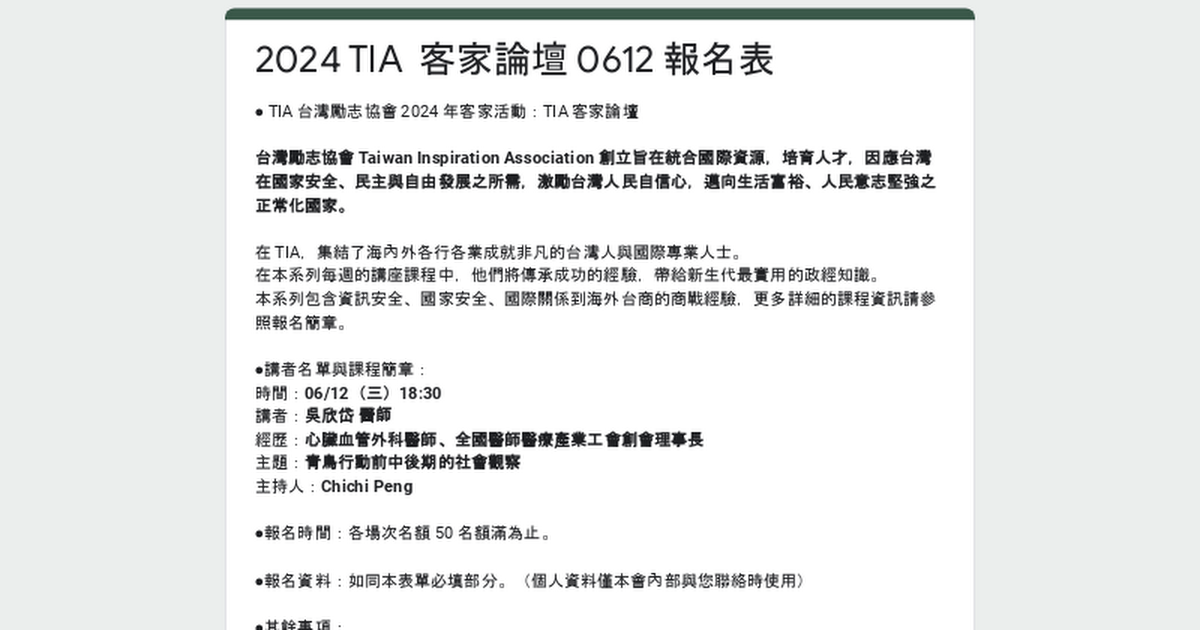 2024 TIA 客家論壇 0612 報名表
● TIA 台灣勵志協會 2024 年客家活動：TIA 客家論壇
台灣勵志協會 Taiwan Inspiration Association 創立旨在統合國際資源，培育人才，因應台灣
在國家安全、民主與自由發展之所需，激勵台灣人民自信心，邁向生活富裕、人民意志堅強之
正常化國家。
在 TIA，集結了海內外各行各業成就非凡的台灣人與國際專業人士。
在本系列每週的講座課程中，他們將傳承成功的經驗，帶給新生代最實用的政經知識。
本系列包含資訊安全、國家安全、國際關係到海外台商的商戰經驗，更多詳細的課程資訊請參
照報名簡章。
●講者名單與課程簡章：
時間：06/12（三）18:30
講者：吳欣岱 醫師
經歷：心臟血管外科醫師、全國醫師醫療產業工會創會理事長
主題：青鳥行動前中後期的社會觀察
主持人：Chichi Peng
●報名時間：各場次名額 50 名額滿為止。
●報名資料：如同本表單必填部分。（個人資料僅本會內部與您聯絡時使用）
●其餘事項：